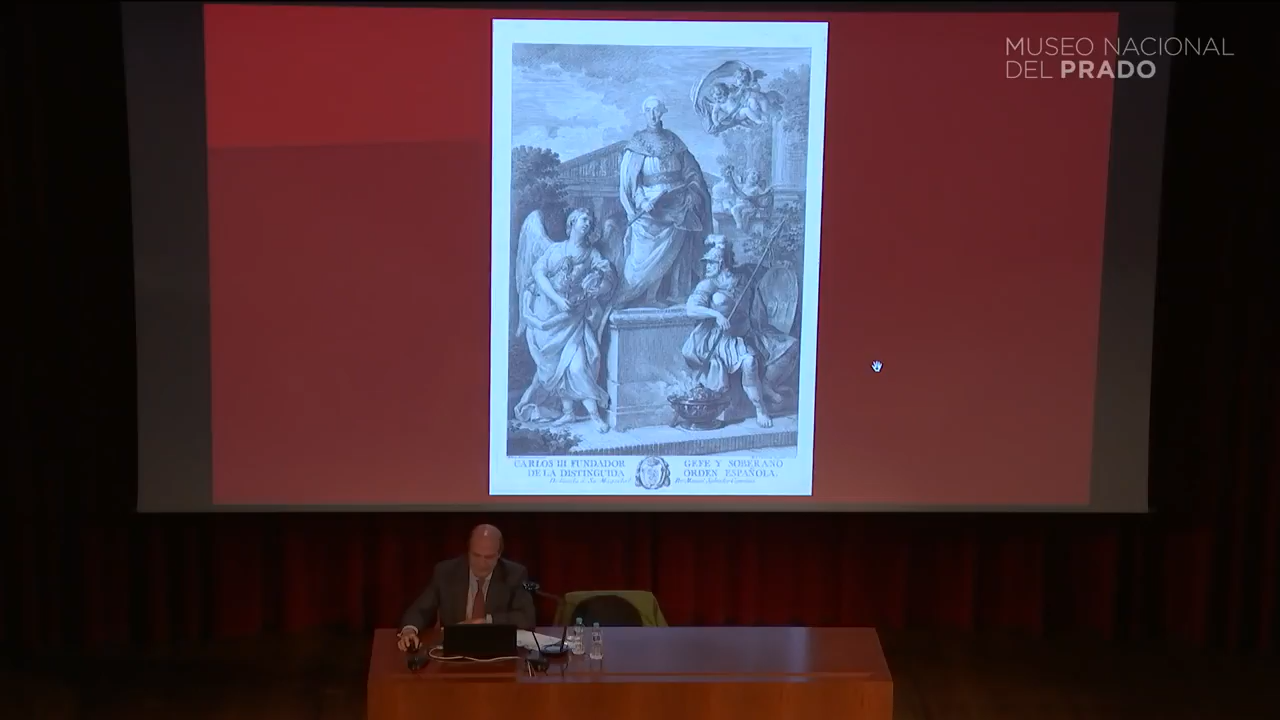 MUSEO NACIONAL
DEL PRADO
CARLOS III FUNDADOR GEFE Y SOBERANO
DE LA DISTINGUIDA ORDEN ESPAÑOLA.